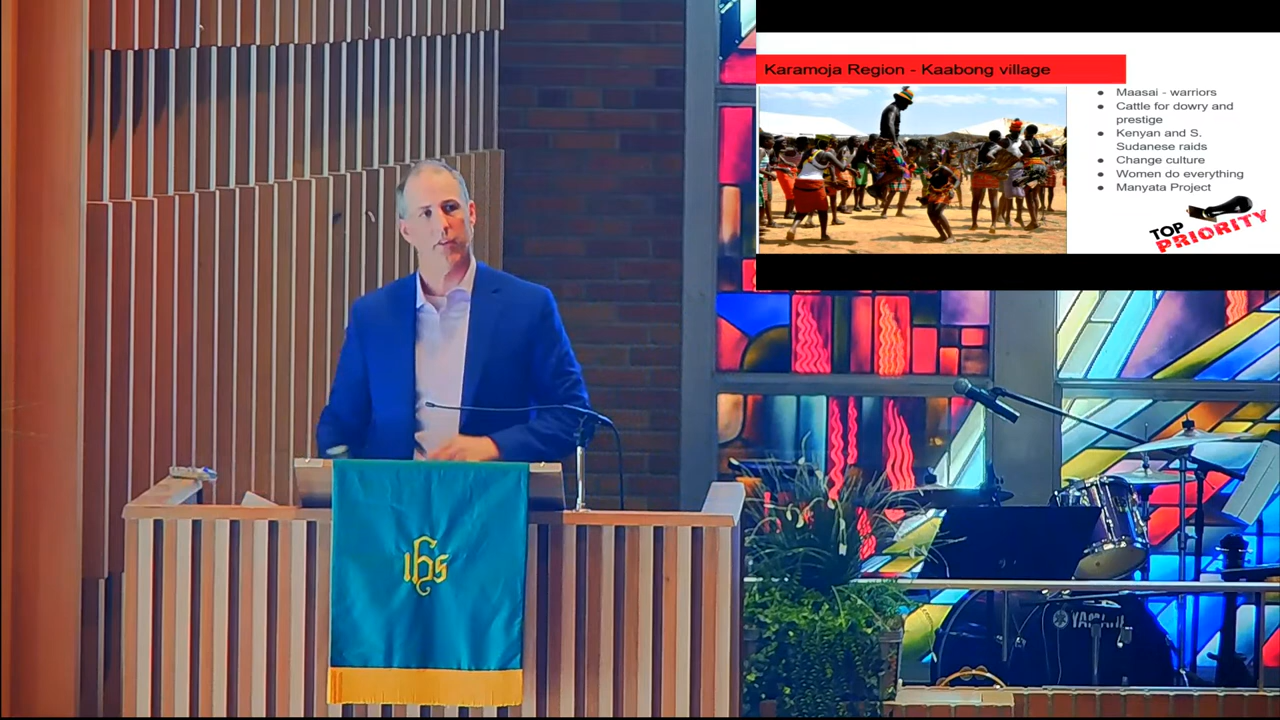 Karamoja Region - Kaabong village
● Maasai - warriors
● Cattle for dowry and
prestige
● Kenyan and S.
Sudanese raids
● Change culture
● Women do everything
● Manyata Project
TOP
PRIORITY
IHS
YAMAHA